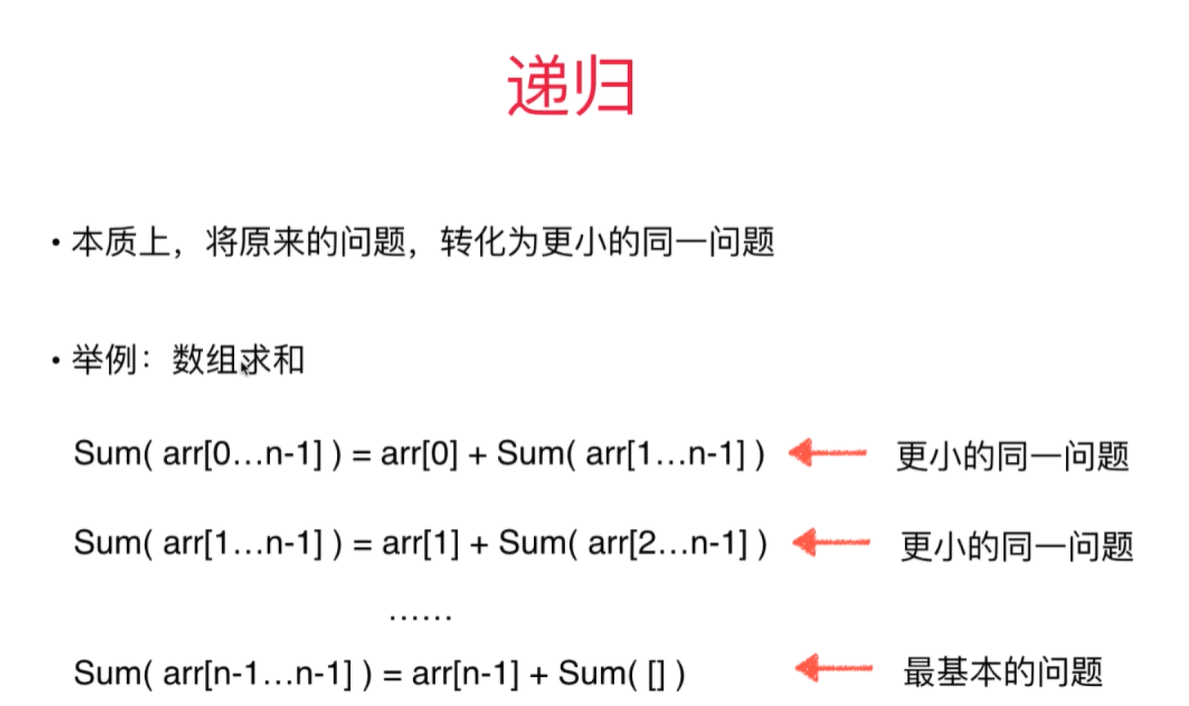 递归
• 本质上，将原来的问题，转化为更小的同一问题
• 举例：数组求和
Sum( arr[0…n-1] ) = arr[0] + Sum( arr[1…n-1] ) 更小的同一问题
Sum( arr[1…n-1] ) = arr[1] + Sum( arr[2…n-1] ) 更小的同一问题
……
Sum( arr[n-1…n-1] ) = arr[n-1] + Sum( [] ) 最基本的问题